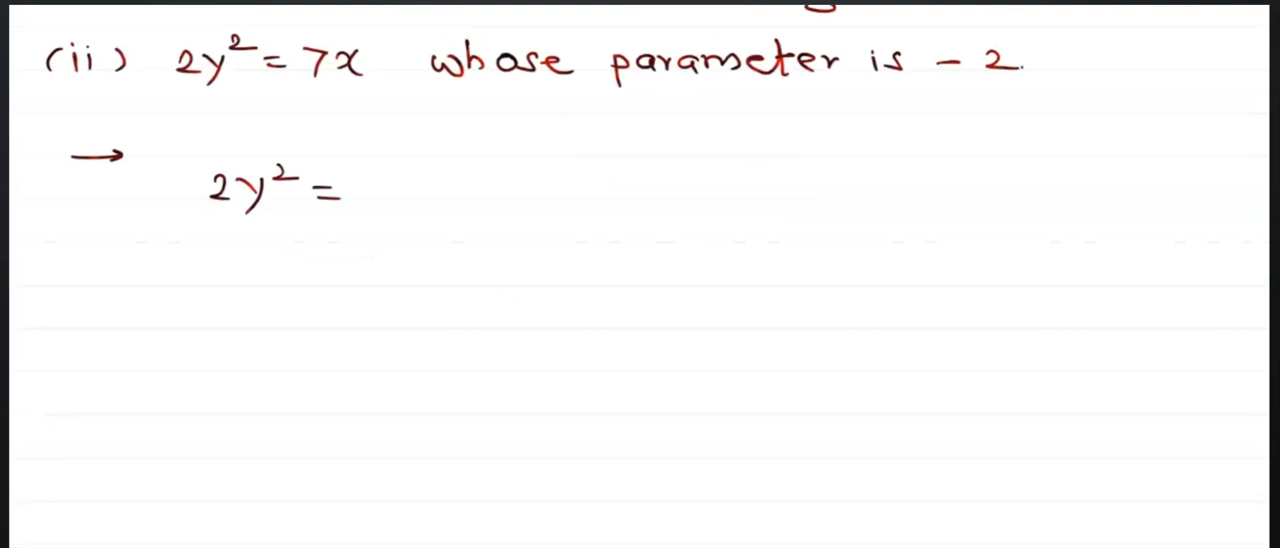 (ii) 2y² = 7x whose parameter is - 2.
→ 2y² =